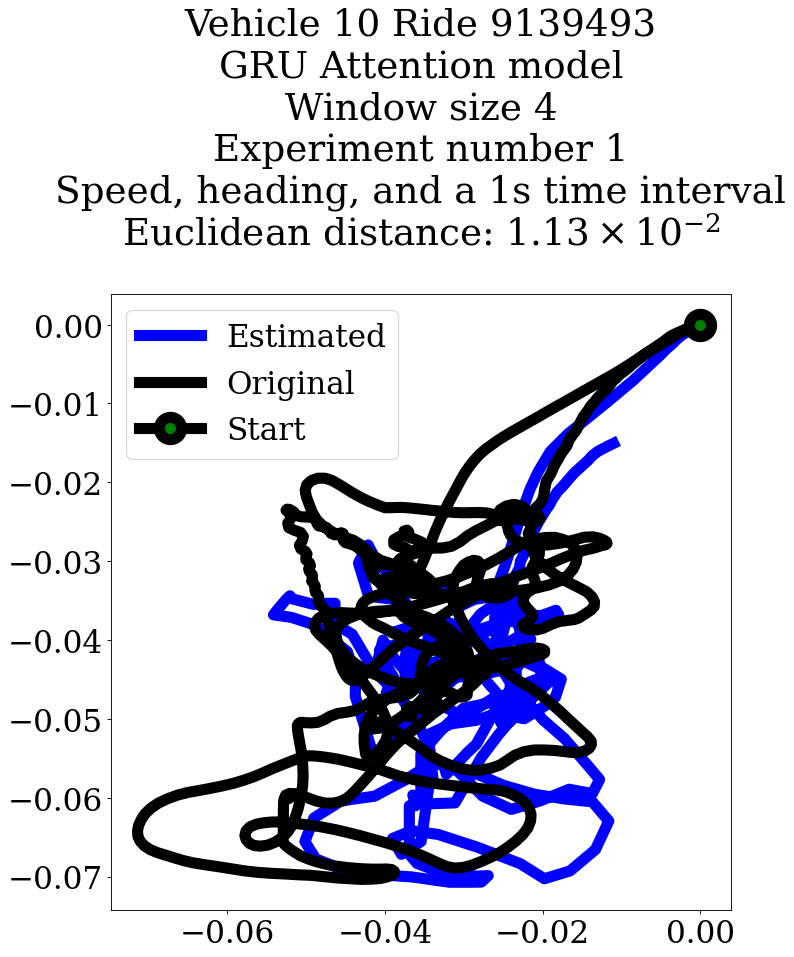 Vehicle 10 Ride 9139493
GRU Attention model
Window size 4
Experiment number 1
Speed, heading, and a 1s time interval
Euclidean distance: 1.13 × 10⁻²
Estimated
Original
Start
0.00
−0.01
−0.02
−0.03
−0.04
−0.05
−0.06
−0.07
−0.06 −0.04 −0.02 0.00